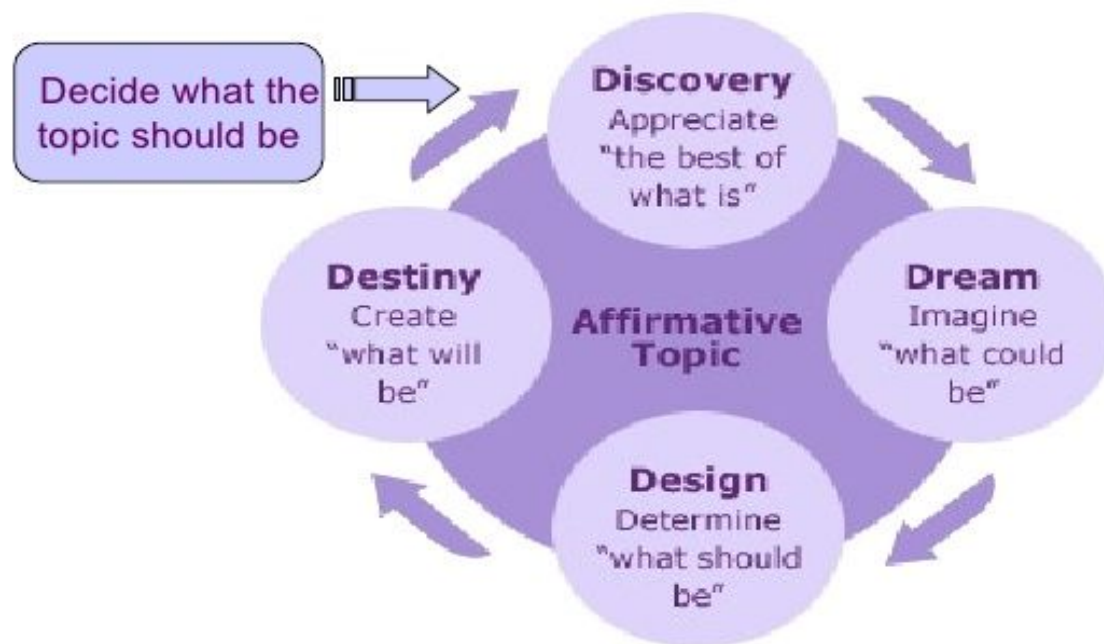 Decide what the
topic should be
Discovery
Appreciate
"the best of
what is"
Dream
Imagine
"what could
be"
Design
Determine
"what should
be"
Destiny
Create
"what will
be"
Affirmative
Topic